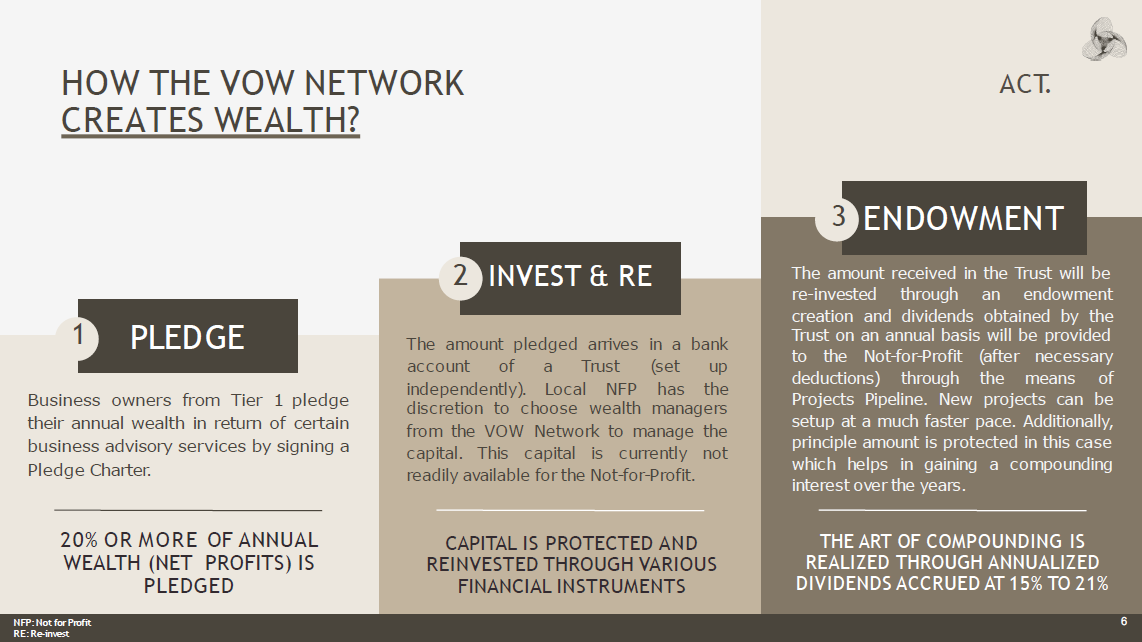 HOW THE VOW NETWORK
CREATES WEALTH?
ACT.
1
PLEDGE
Business owners from Tier 1 pledge
their annual wealth in return of certain
business advisory services by signing a
Pledge Charter.
20% OR MORE OF ANNUAL
WEALTH (NET PROFITS) IS
PLEDGED
2
INVEST & RE
The amount pledged arrives in a bank
account of a Trust (set up
independently). Local NFP has the
discretion to choose wealth managers
from the VOW Network to manage the
capital. This capital is currently not
readily available for the Not-for-Profit.
CAPITAL IS PROTECTED AND
REINVESTED THROUGH VARIOUS
FINANCIAL INSTRUMENTS
3
ENDOWMENT
The amount received in the Trust will be
re-invested through an endowment
creation and dividends obtained by the
Trust on an annual basis will be provided
to the Not-for-Profit (after necessary
deductions) through the means of
Projects Pipeline. New projects can be
setup at a much faster pace. Additionally,
principle amount is protected in this case
which helps in gaining a compounding
interest over the years.
THE ART OF COMPOUNDING IS
REALIZED THROUGH ANNUALIZED
DIVIDENDS ACCRUED AT 15% TO 21%
NFP: Not for Profit
RE: Re-invest
6